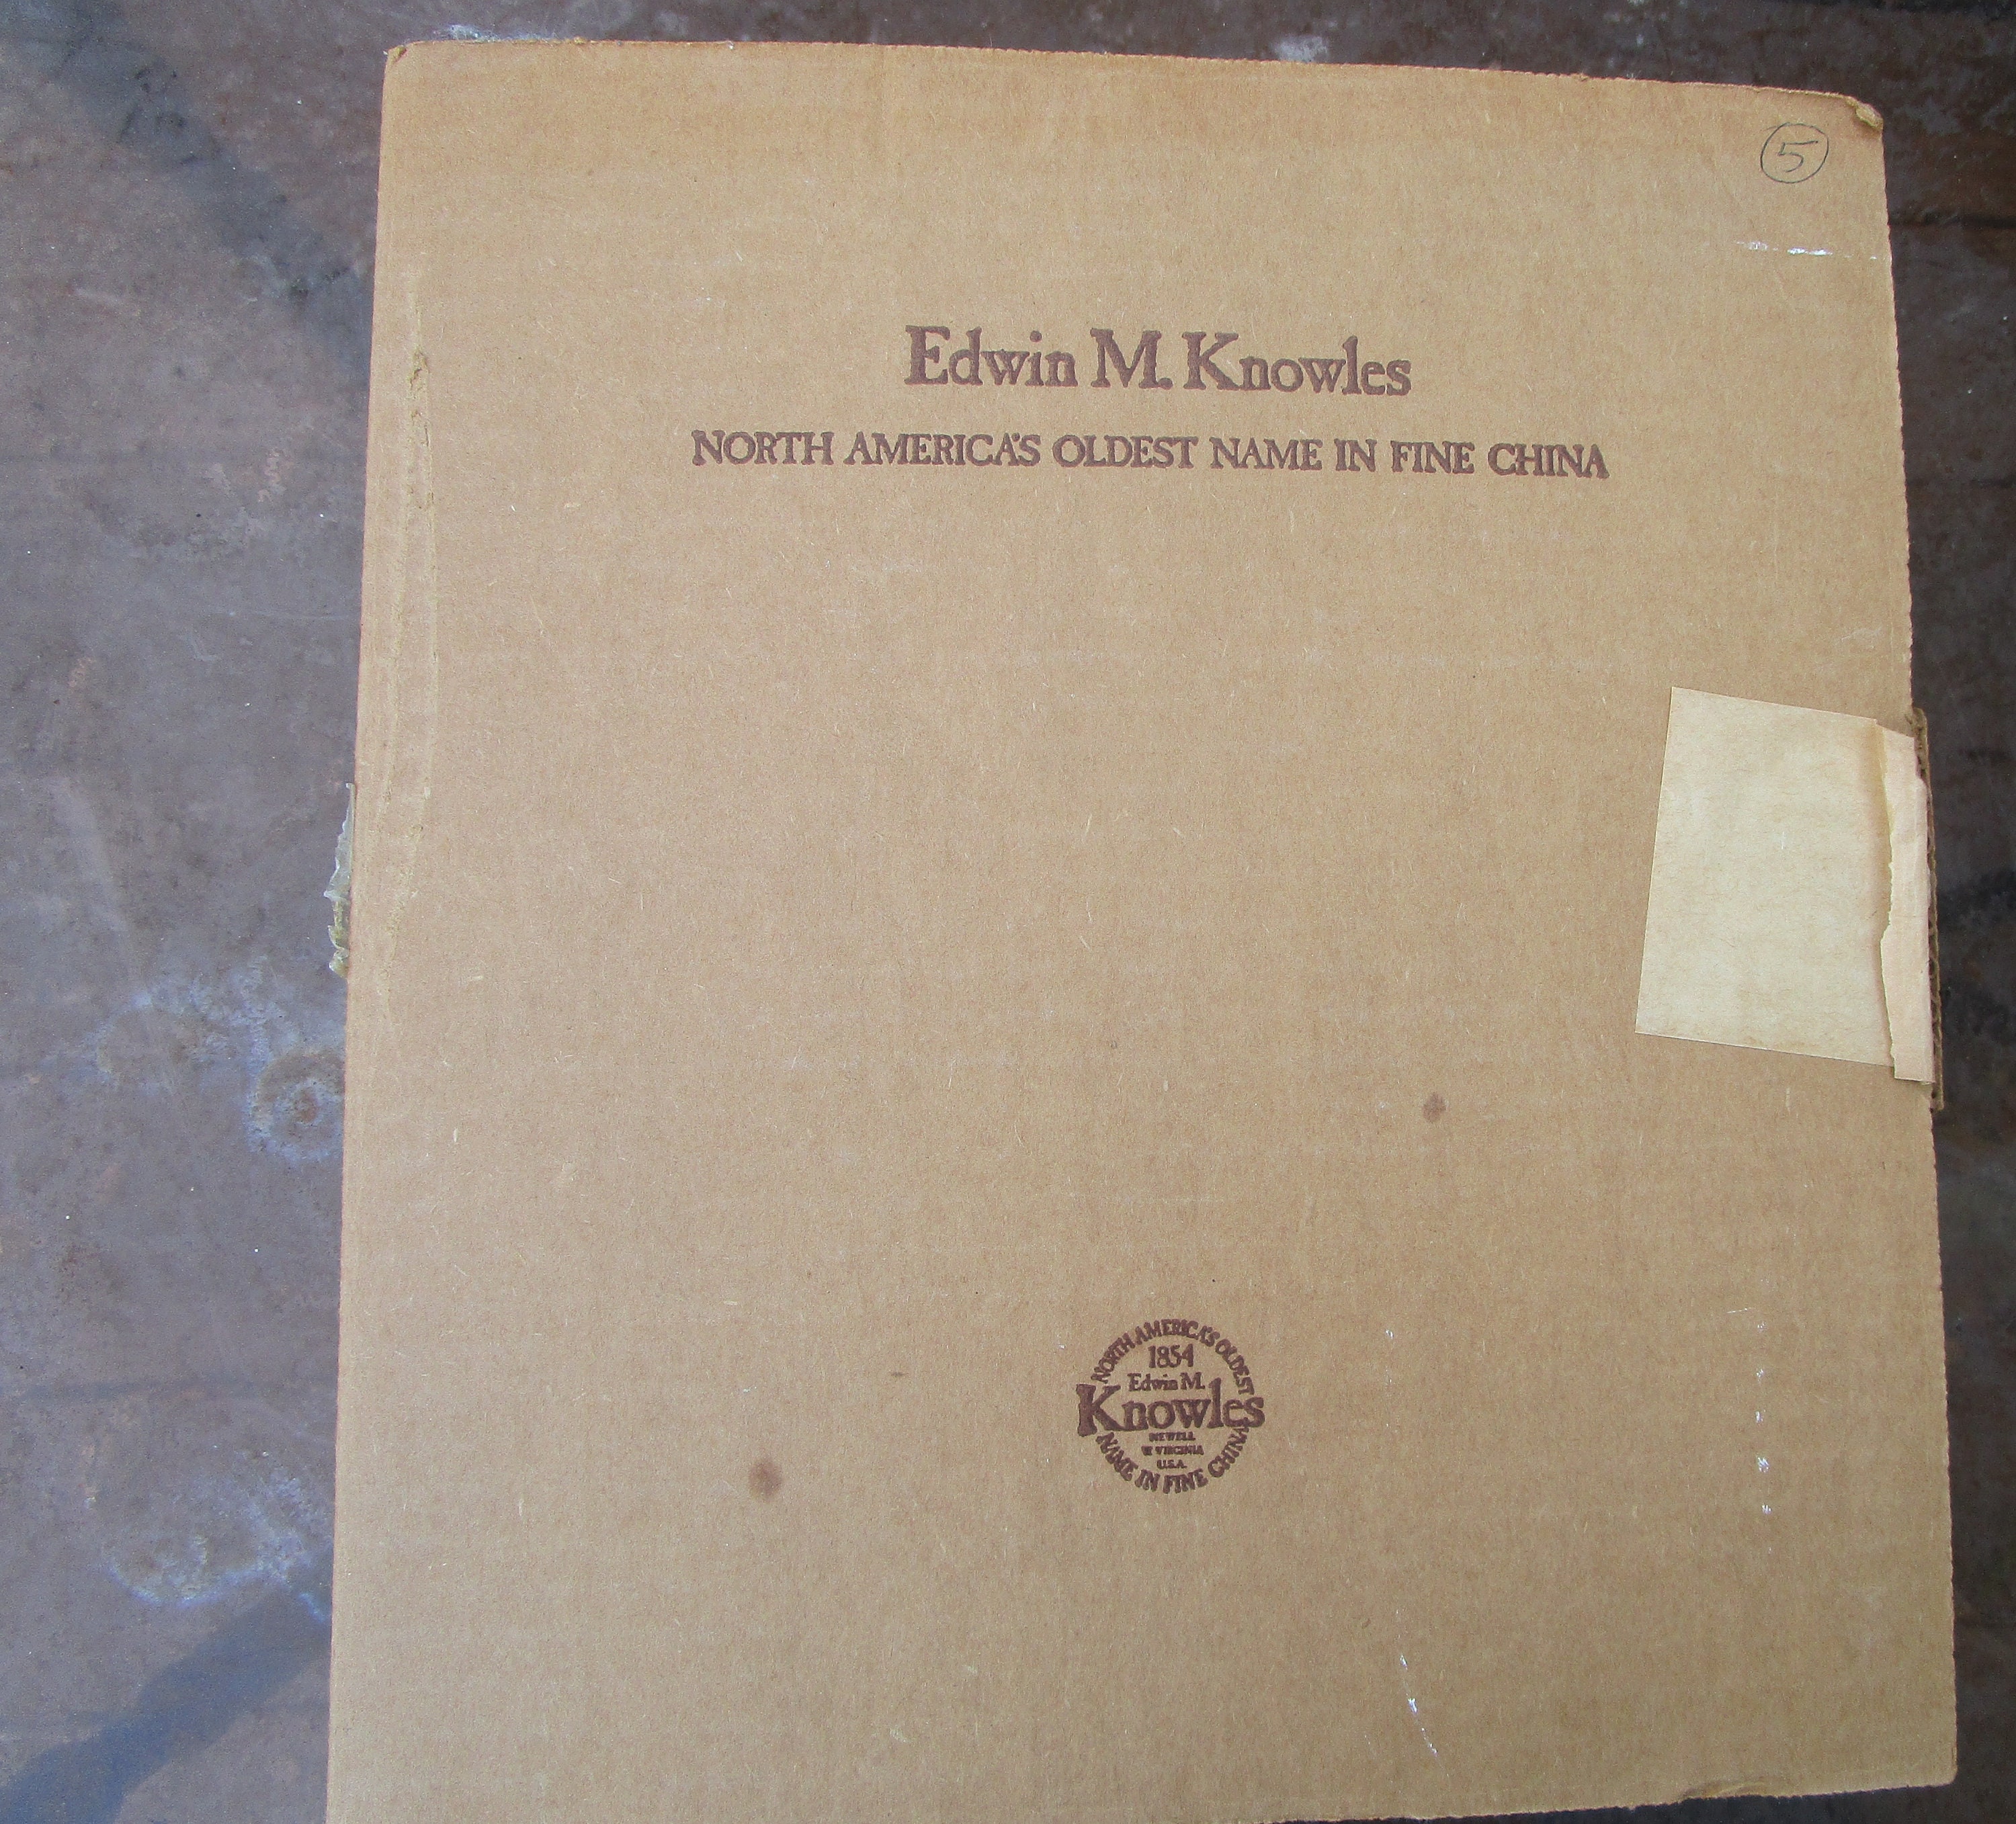 5
Edwin M. Knowles
NORTH AMERICA'S OLDEST NAME IN FINE CHINA
NORTH AMERICA'S OLDEST
1854
Edwin M.
Knowles
NEWELL
W VIRGINIA
U.S.A.
NAME IN FINE CHINA